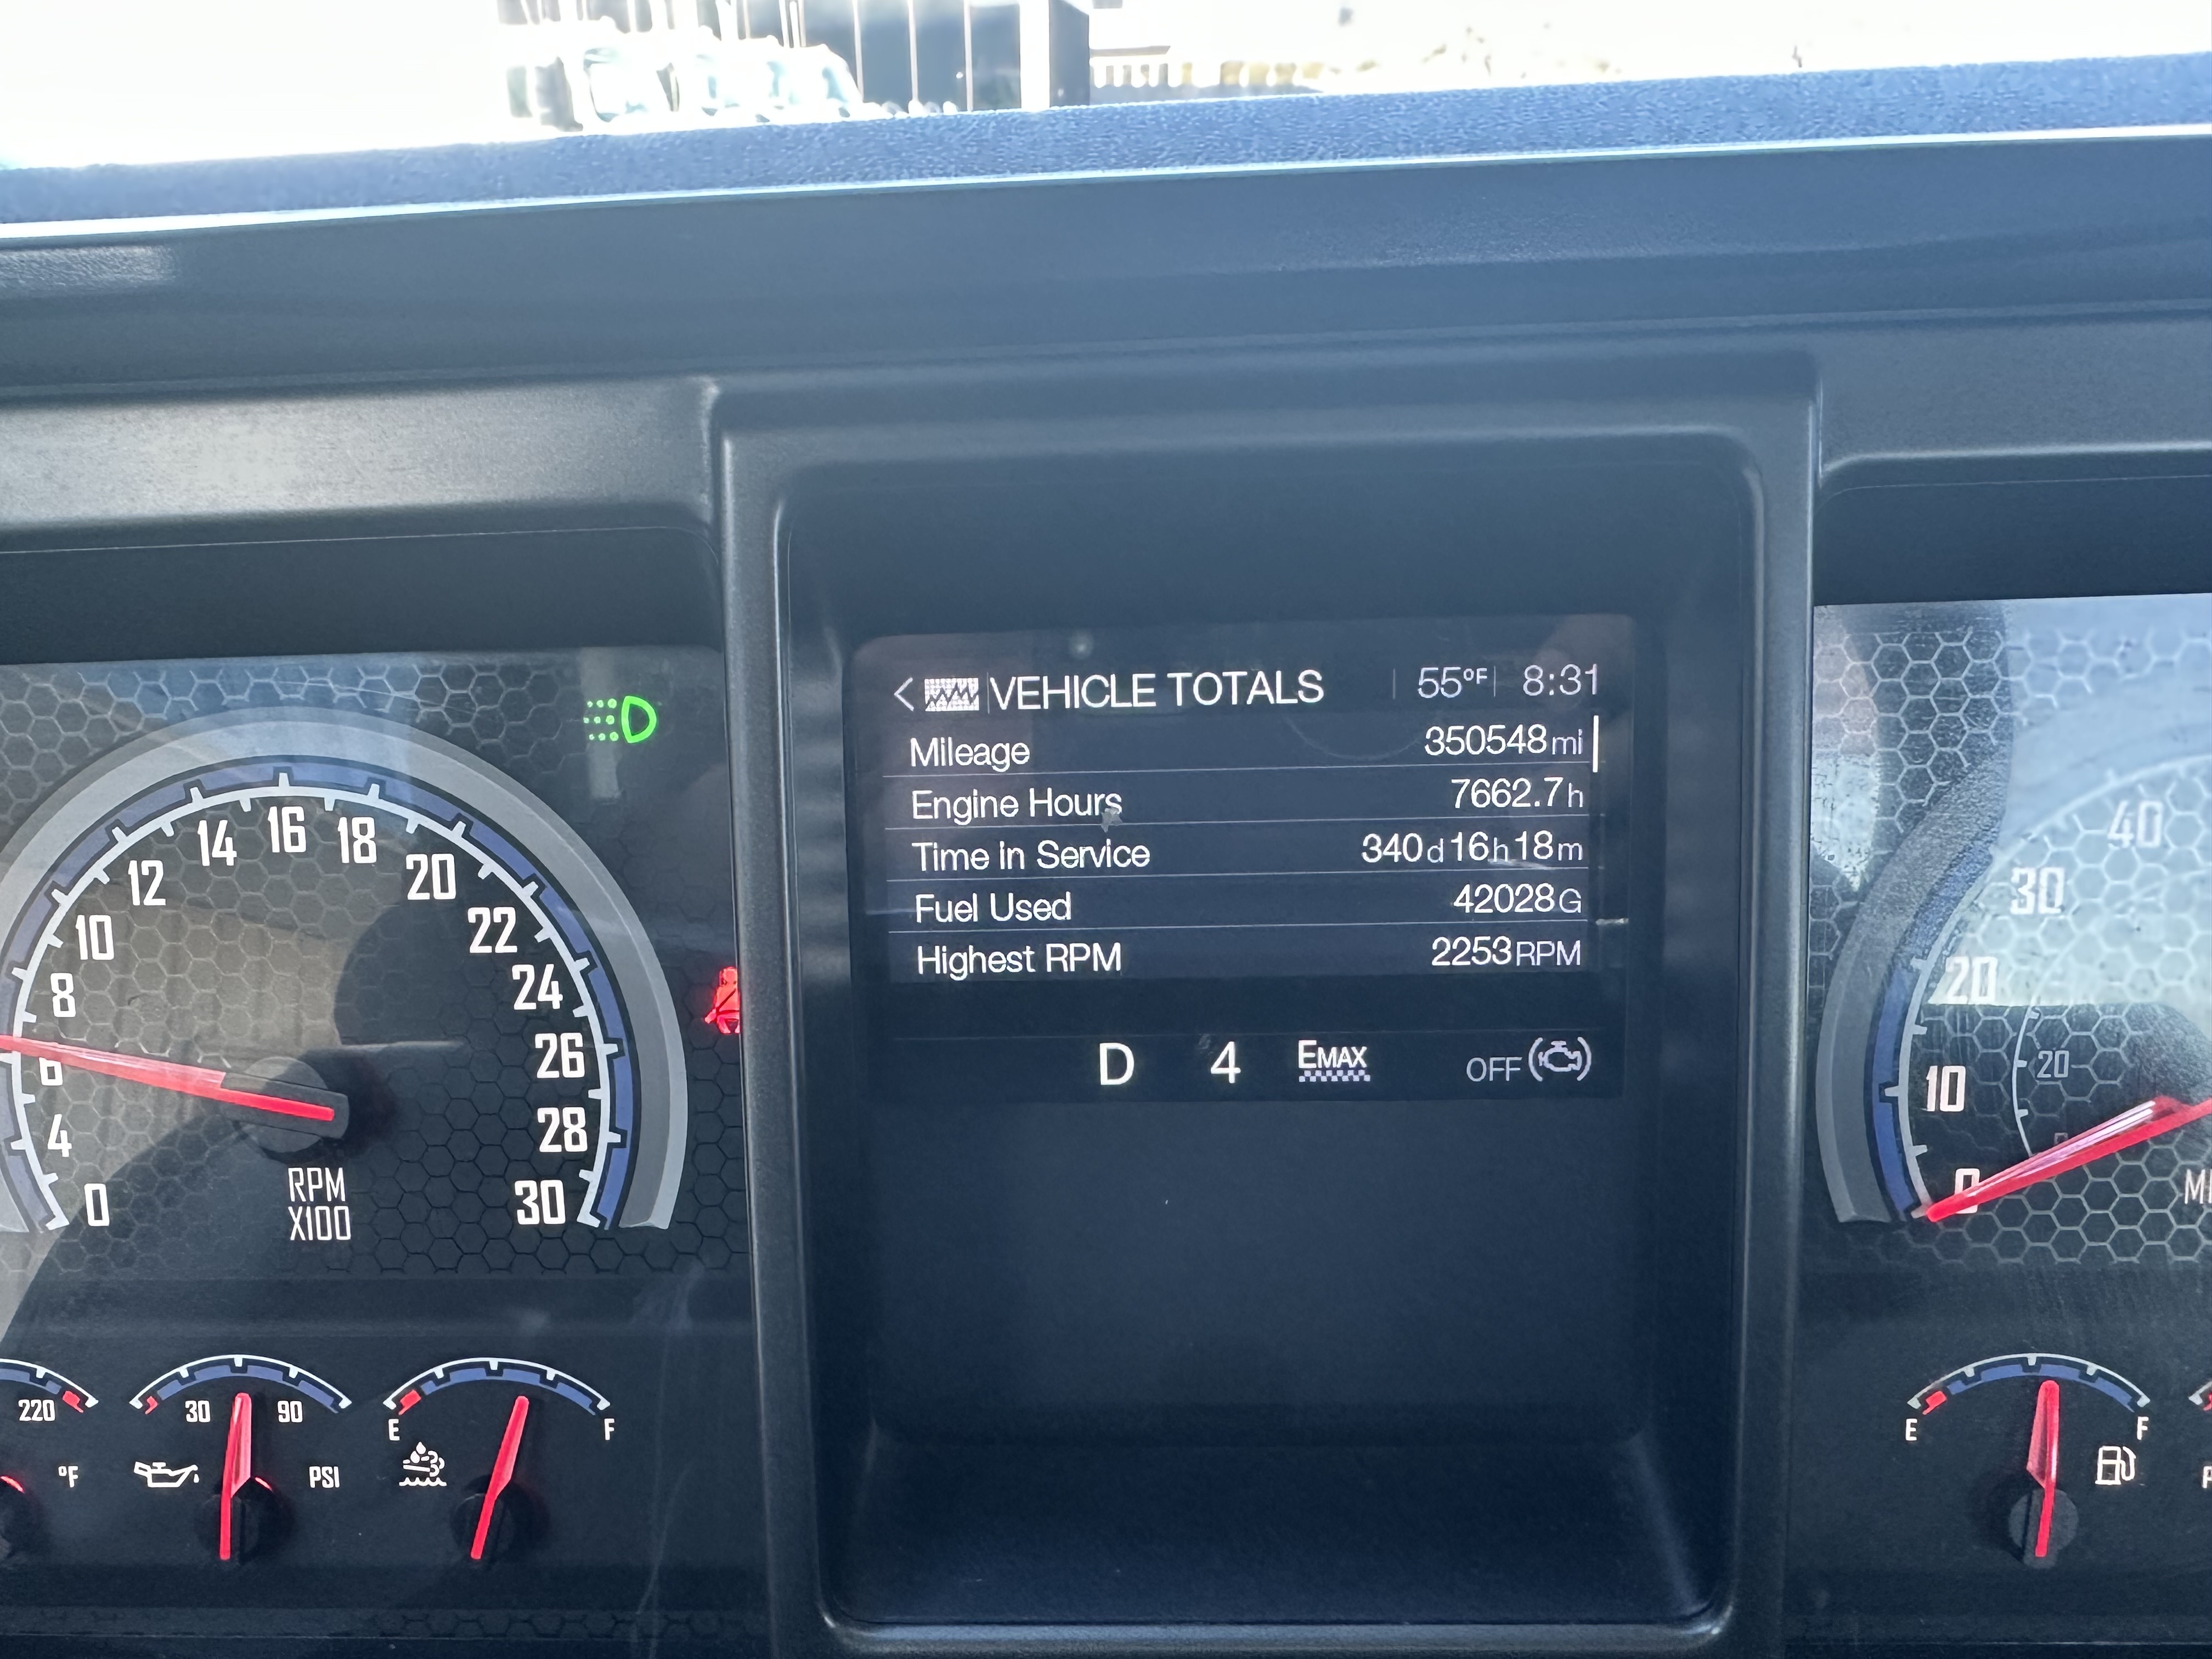 VEHICLE TOTALS 55°F 8:31
Mileage 350548 mi
Engine Hours 7662.7 h
Time in Service 340 d 16 h 18 m
Fuel Used 42028 G
Highest RPM 2253 RPM
D 4 EMAX OFF
0 4 6 8 10 12 14 16 18 20 22 24 26 28 30
RPM
X100
220
°F
30 90
PSI
E F
0 10 20 30 40
20
E F